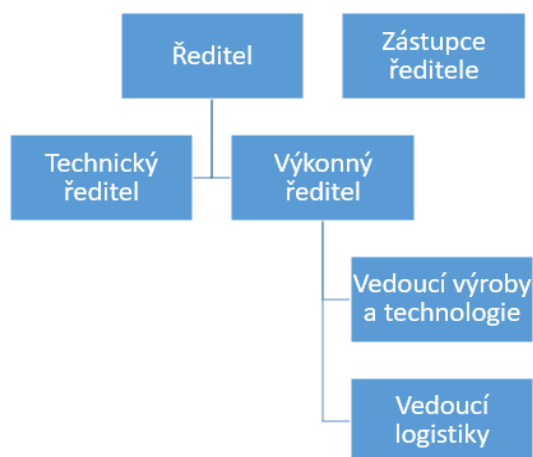 Ředitel
Zástupce
ředitele
Technický
ředitel
Výkonný
ředitel
Vedoucí výroby
a technologie
Vedoucí
logistiky